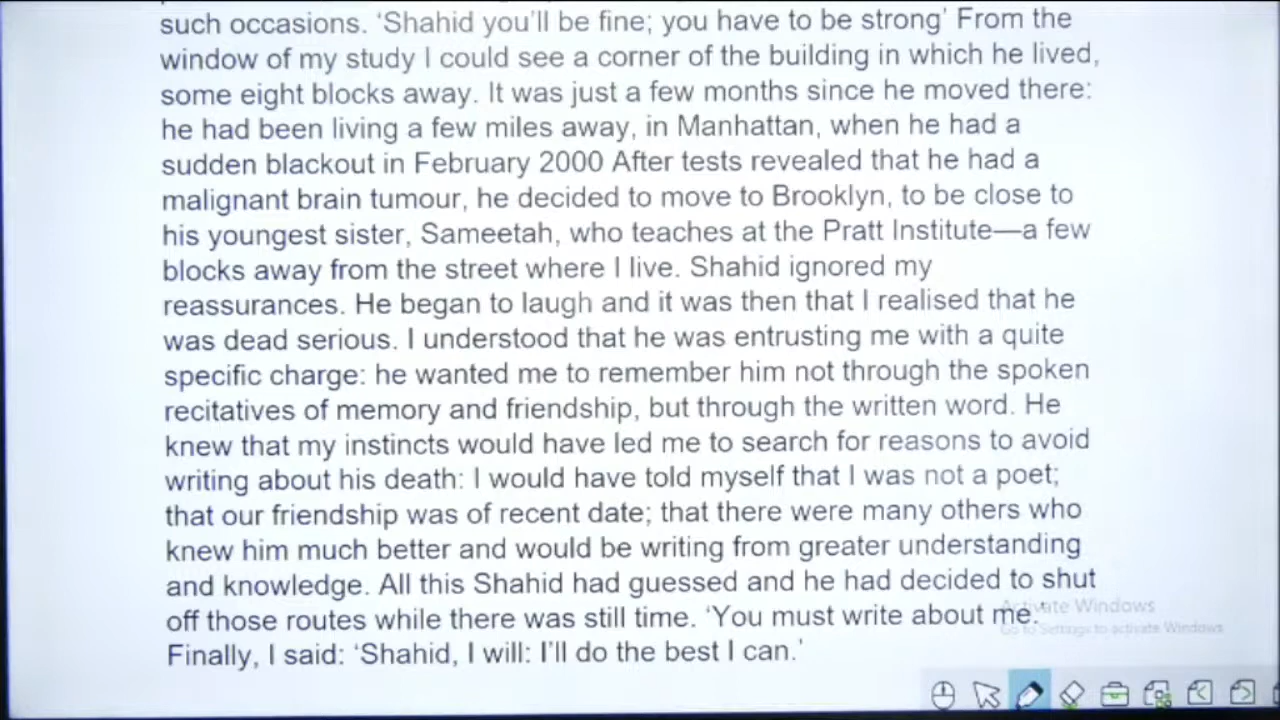 such occasions. ‘Shahid you’ll be fine; you have to be strong’ From the
window of my study I could see a corner of the building in which he lived,
some eight blocks away. It was just a few months since he moved there:
he had been living a few miles away, in Manhattan, when he had a
sudden blackout in February 2000 After tests revealed that he had a
malignant brain tumour, he decided to move to Brooklyn, to be close to
his youngest sister, Sameetah, who teaches at the Pratt Institute—a few
blocks away from the street where I live. Shahid ignored my
reassurances. He began to laugh and it was then that I realised that he
was dead serious. I understood that he was entrusting me with a quite
specific charge: he wanted me to remember him not through the spoken
recitatives of memory and friendship, but through the written word. He
knew that my instincts would have led me to search for reasons to avoid
writing about his death: I would have told myself that I was not a poet;
that our friendship was of recent date; that there were many others who
knew him much better and would be writing from greater understanding
and knowledge. All this Shahid had guessed and he had decided to shut
off those routes while there was still time. ‘You must write about me.’
Finally, I said: ‘Shahid, I will: I’ll do the best I can.’
Activate Windows
Go to Settings to activate Windows